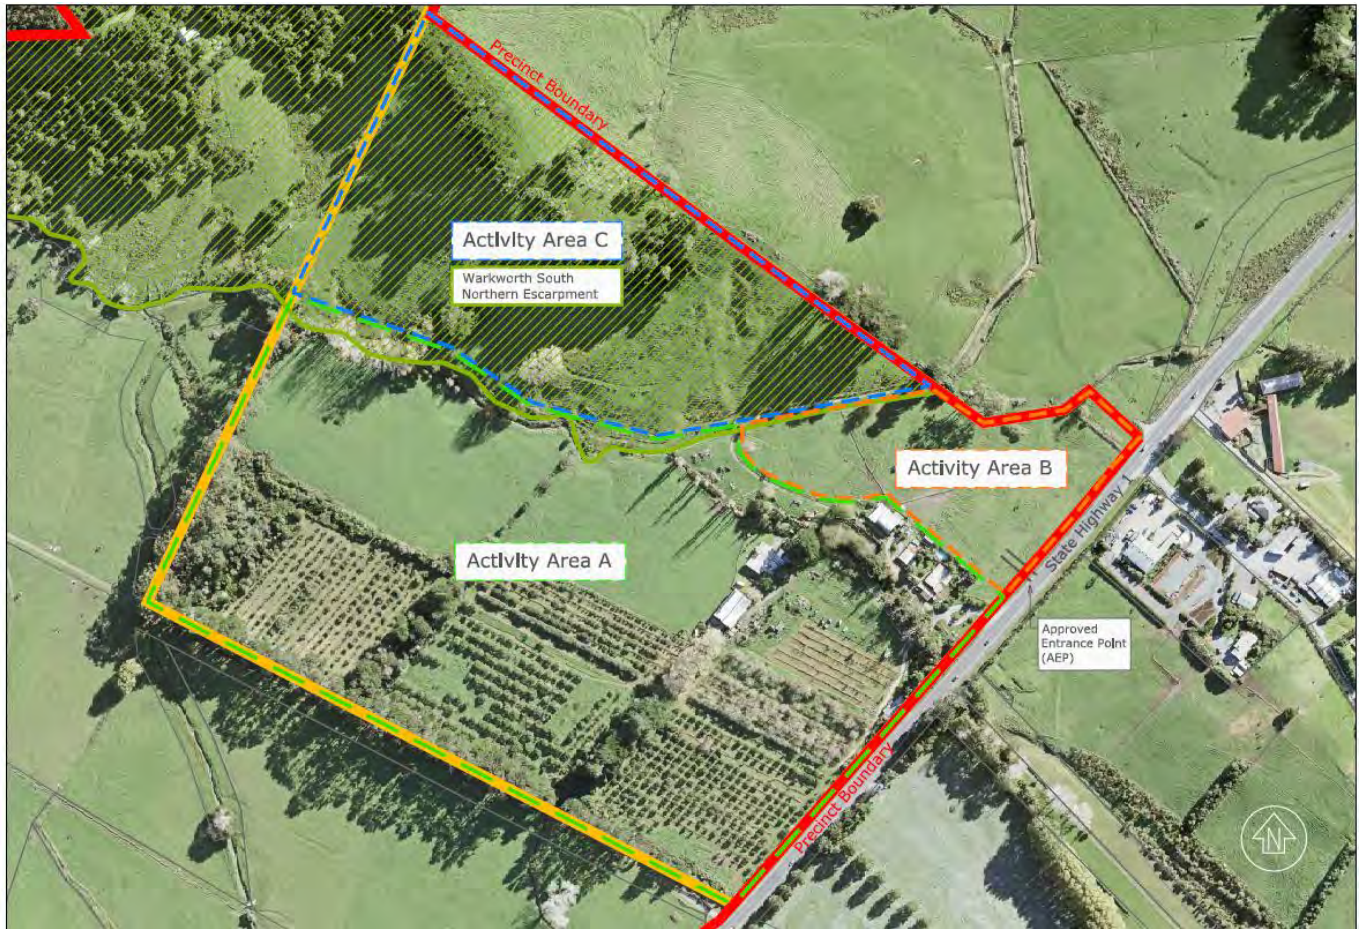 Precinct Boundary
Activity Area C
Warkworth South
Northern Escarpment
Activity Area B
State Highway 1
Activity Area A
Approved
Entrance Point
(AEP)
Precinct Boundary
N